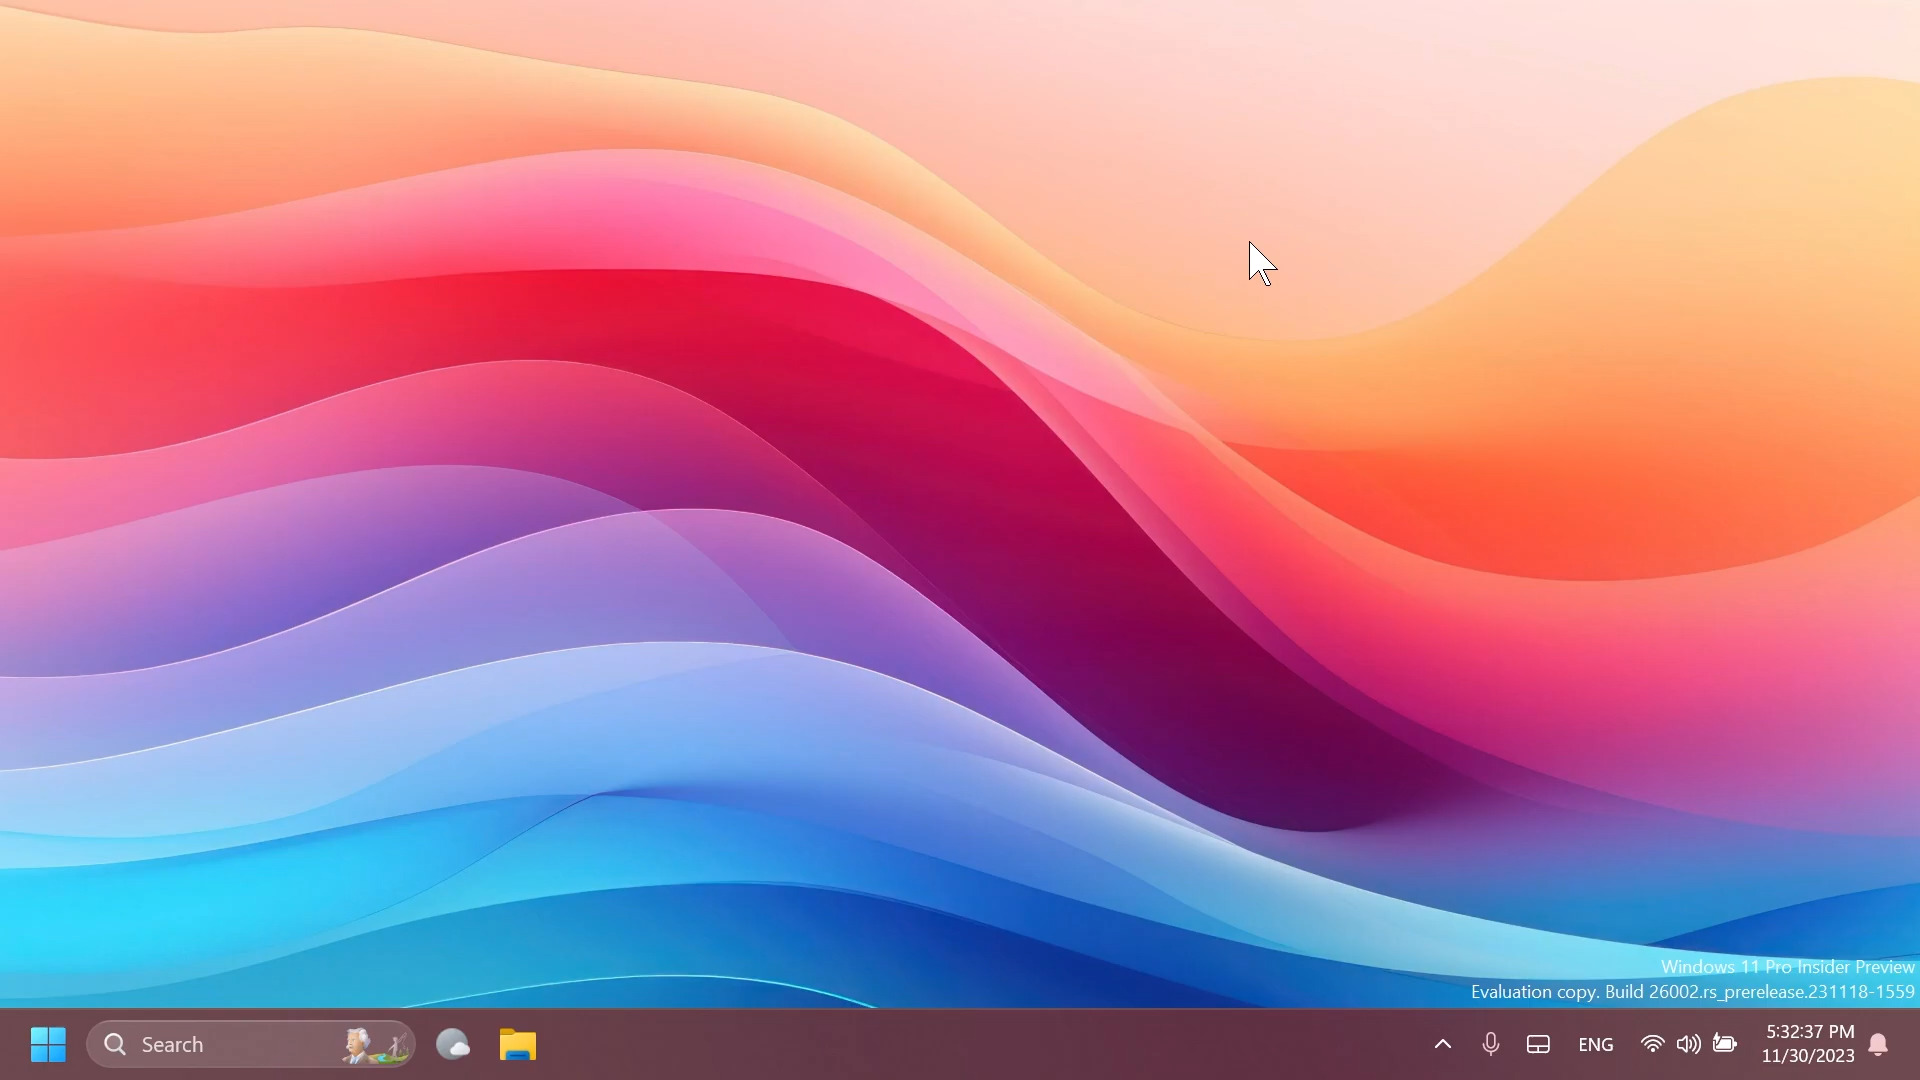 Windows 11 Pro Insider Preview
Evaluation copy. Build 26002.rs_prerelease.231118-1559
Search
ENG
5:32:37 PM
11/30/2023